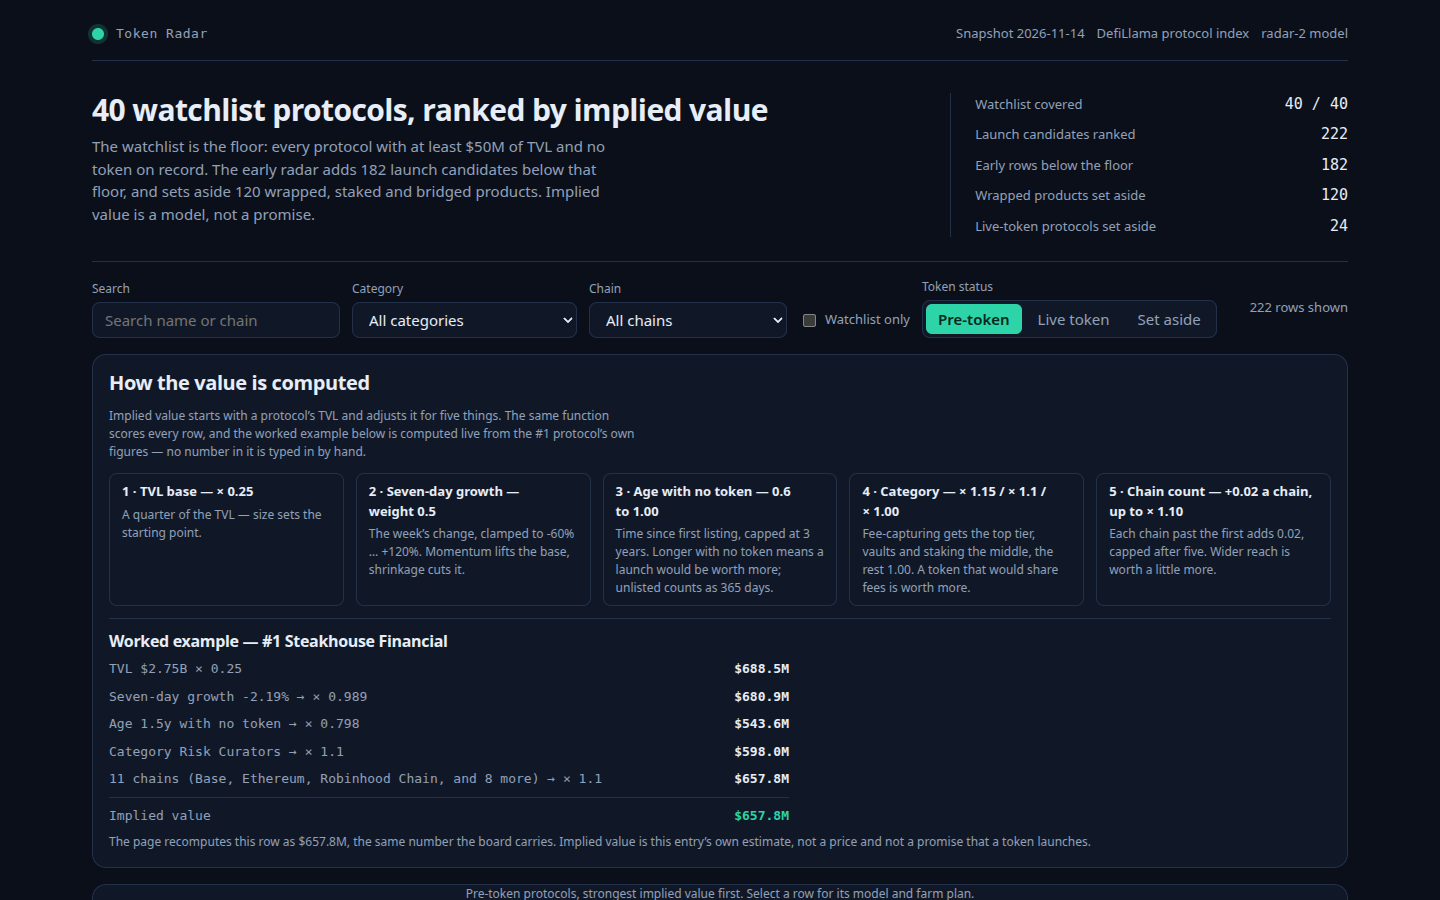 Token Radar
Snapshot 2026-11-14 DefiLlama protocol index radar-2 model
40 watchlist protocols, ranked by implied value
The watchlist is the floor: every protocol with at least $50M of TVL and no
token on record. The early radar adds 182 launch candidates below that
floor, and sets aside 120 wrapped, staked and bridged products. Implied
value is a model, not a promise.
Watchlist covered 40 / 40
Launch candidates ranked 222
Early rows below the floor 182
Wrapped products set aside 120
Live-token protocols set aside 24
Search
Search name or chain
Category
All categories
Chain
All chains
Watchlist only
Token status
Pre-token Live token Set aside
222 rows shown
How the value is computed
Implied value starts with a protocol's TVL and adjusts it for five things. The same function
scores every row, and the worked example below is computed live from the #1 protocol's own
figures — no number in it is typed in by hand.
1 · TVL base — × 0.25
A quarter of the TVL — size sets the
starting point.
2 · Seven-day growth —
weight 0.5
The week's change, clamped to -60%
… +120%. Momentum lifts the base,
shrinkage cuts it.
3 · Age with no token — 0.6
to 1.00
Time since first listing, capped at 3
years. Longer with no token means a
launch would be worth more;
unlisted counts as 365 days.
4 · Category — × 1.15 / × 1.1 /
× 1.00
Fee-capturing gets the top tier,
vaults and staking the middle, the
rest 1.00. A token that would share
fees is worth more.
5 · Chain count — +0.02 a chain,
up to × 1.10
Each chain past the first adds 0.02,
capped after five. Wider reach is
worth a little more.
Worked example — #1 Steakhouse Financial
TVL $2.75B × 0.25 $688.5M
Seven-day growth -2.19% → × 0.989 $680.9M
Age 1.5y with no token → × 0.798 $543.6M
Category Risk Curators → × 1.1 $598.0M
11 chains (Base, Ethereum, Robinhood Chain, and 8 more) → × 1.1 $657.8M
Implied value $657.8M
The page recomputes this row as $657.8M, the same number the board carries. Implied value is this entry's own estimate, not a price and not a promise that a token launches.
Pre-token protocols, strongest implied value first. Select a row for its model and farm plan.